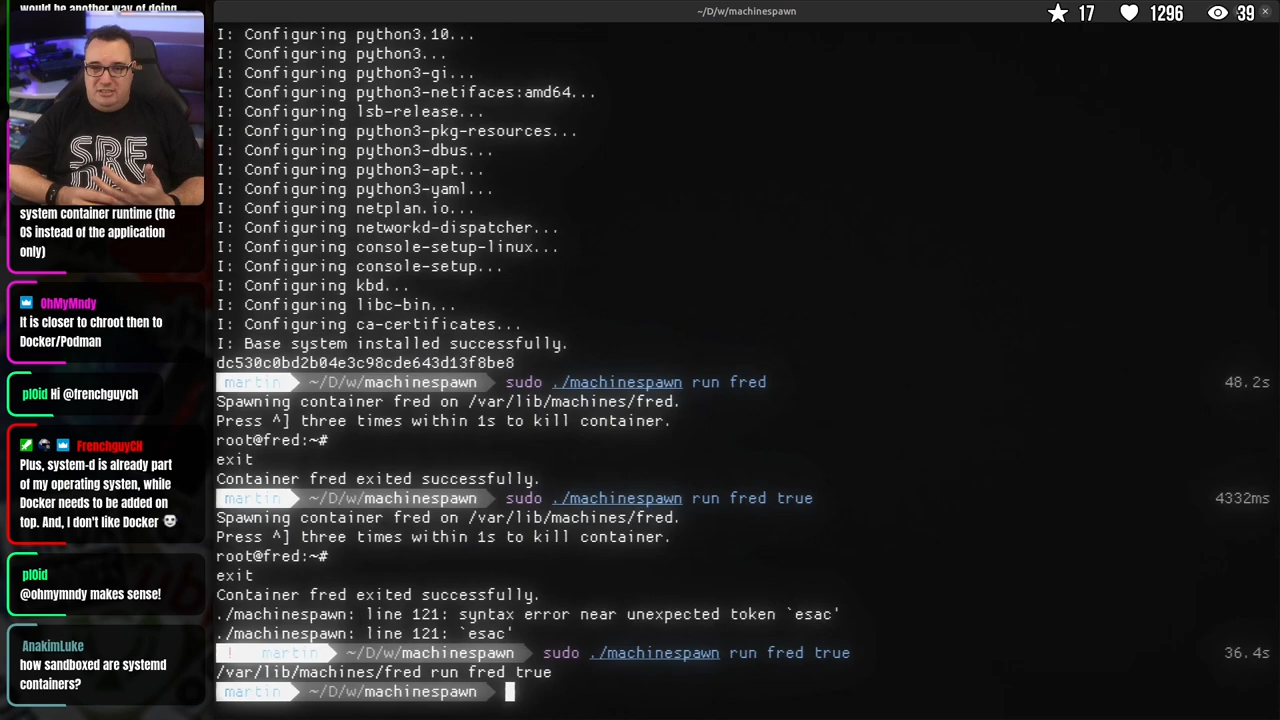 would be another way of doing
~/D/w/machinespawn
17
1296
39
SRE
DAY
system container runtime (the
OS instead of the application
only)
OhMyMndy
It is closer to chroot then to
Docker/Podman
pl0id Hi @frenchguych
FrenchguyCH
Plus, system-d is already part
of my operating systen, while
Docker needs to be added on
top. And, I don't like Docker
pl0id
@ohmymndy makes sense!
AnakimLuke
how sandboxed are systemd
containers?
I: Configuring python3.10...
I: Configuring python3...
I: Configuring python3-gi...
I: Configuring python3-netifaces:amd64...
I: Configuring lsb-release...
I: Configuring python3-pkg-resources...
I: Configuring python3-dbus...
I: Configuring python3-apt...
I: Configuring python3-yaml...
I: Configuring netplan.io...
I: Configuring networkd-dispatcher...
I: Configuring console-setup-linux...
I: Configuring console-setup...
I: Configuring kbd...
I: Configuring libc-bin...
I: Configuring ca-certificates...
I: Base system installed successfully.
dc530c0bd2b04e3c98cde643d13f8be8
martin ~/D/w/machinespawn sudo ./machinespawn run fred 48.2s
Spawning container fred on /var/lib/machines/fred.
Press ^] three times within 1s to kill container.
root@fred:~#
exit
Container fred exited successfully.
martin ~/D/w/machinespawn sudo ./machinespawn run fred true 4332ms
Spawning container fred on /var/lib/machines/fred.
Press ^] three times within 1s to kill container.
root@fred:~#
exit
Container fred exited successfully.
./machinespawn: line 121: syntax error near unexpected token `esac'
./machinespawn: line 121: `esac'
! martin ~/D/w/machinespawn sudo ./machinespawn run fred true 36.4s
/var/lib/machines/fred run fred true
martin ~/D/w/machinespawn